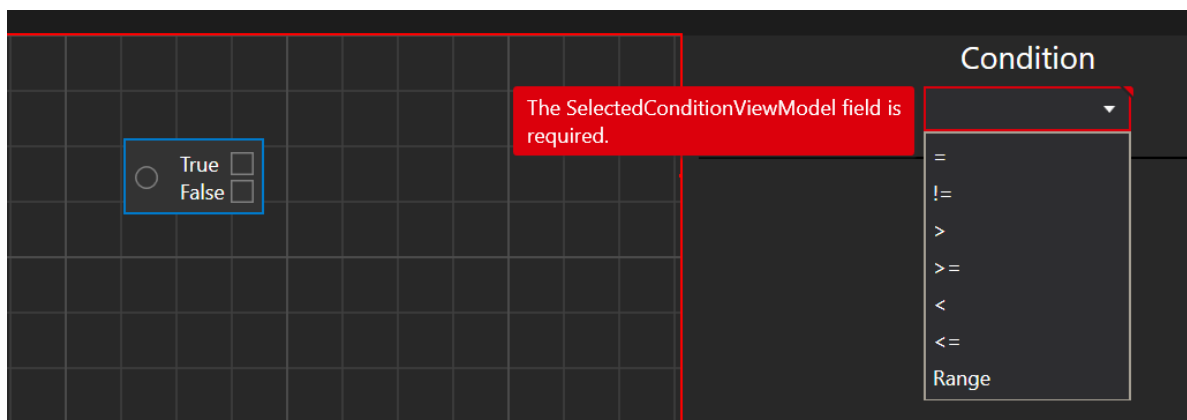 Condition
The SelectedConditionViewModel field is
required.
True
False
=
!=
>
>=
<
<=
Range